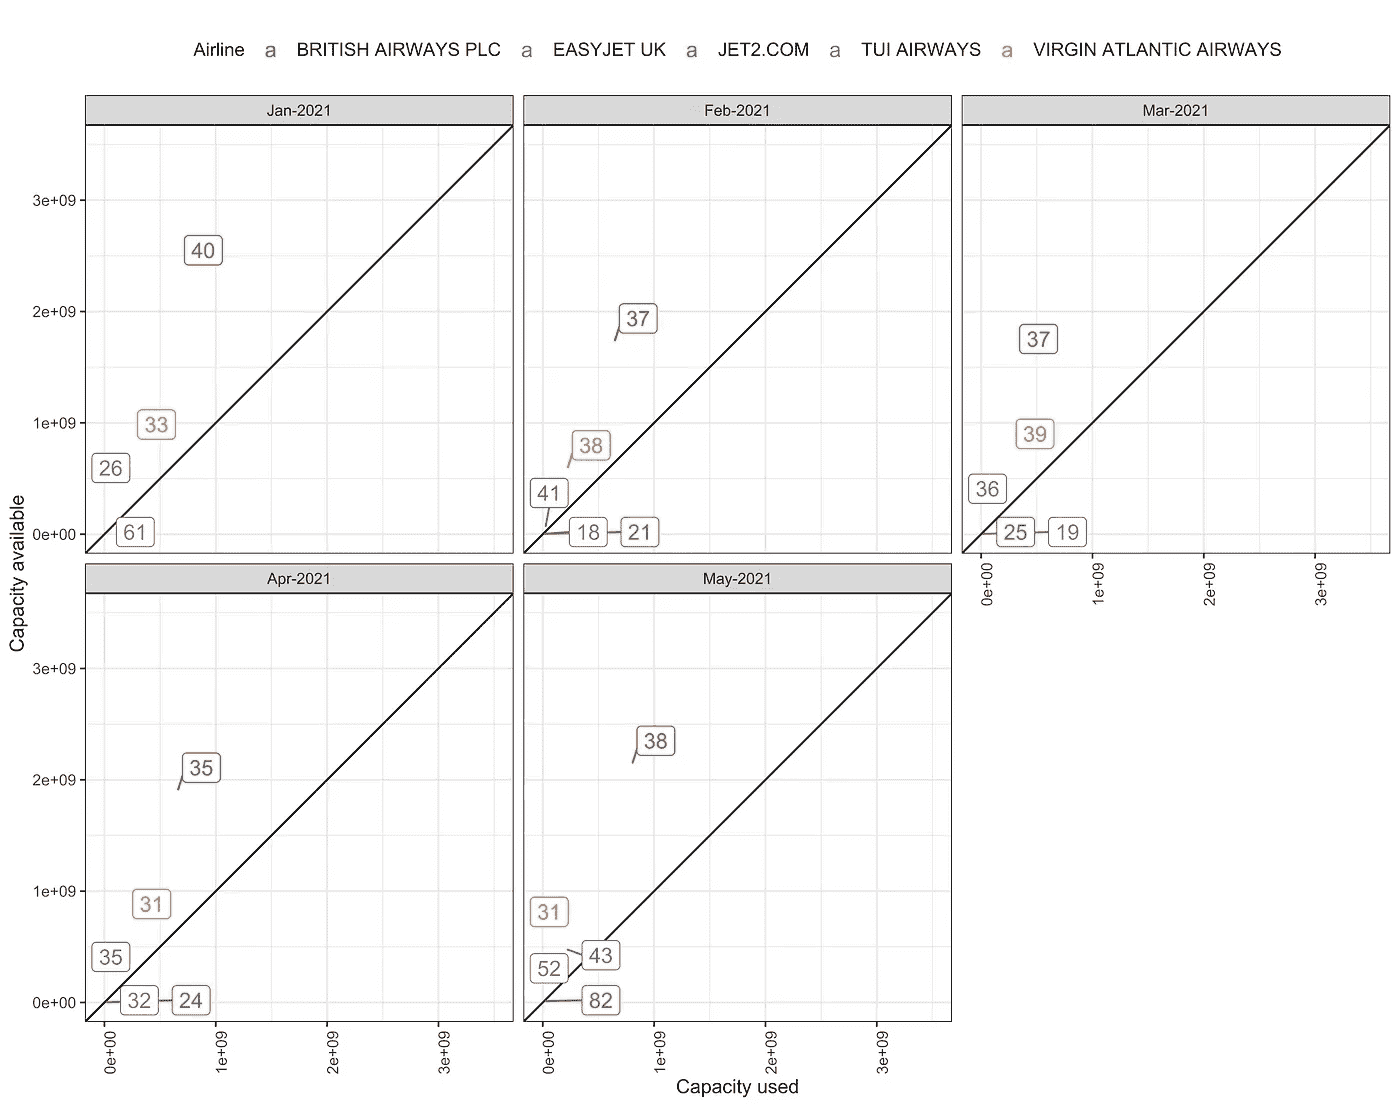 Airline a BRITISH AIRWAYS PLC a EASYJET UK a JET2.COM a TUI AIRWAYS a VIRGIN ATLANTIC AIRWAYS
Jan-2021 Feb-2021 Mar-2021
3e+09
2e+09
1e+09
0e+00
40
33
26
61
37
38
41
18 21
37
39
36
25 19
0e+00 1e+09 2e+09 3e+09
Apr-2021 May-2021
3e+09
2e+09
1e+09
0e+00
35
31
35
32 24
38
31
43
52
82
0e+00 1e+09 2e+09 3e+09 0e+00 1e+09 2e+09 3e+09
Capacity available
Capacity used